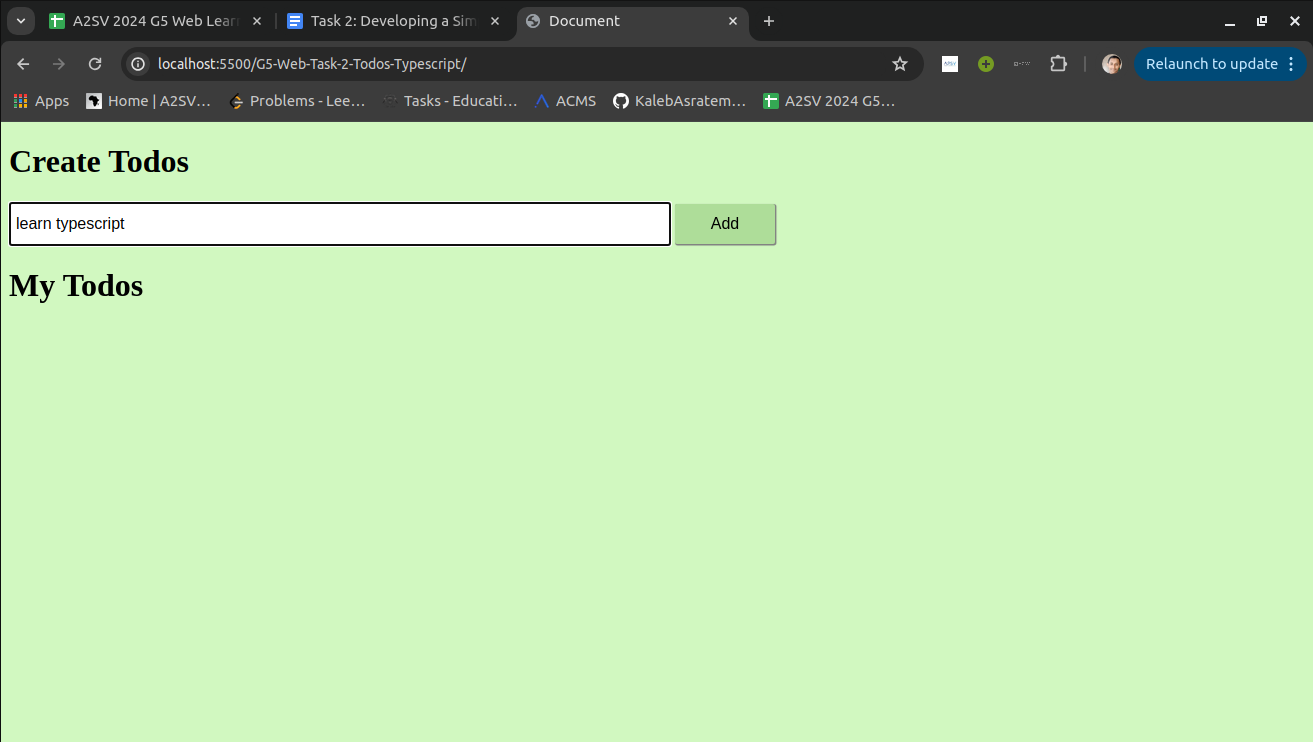 A2SV 2024 G5 Web Lear
Task 2: Developing a Sim
Document
localhost:5500/G5-Web-Task-2-Todos-Typescript/
Relaunch to update
Apps
Home | A2SV…
Problems - Lee…
Tasks - Educati…
ACMS
KalebAsratem…
A2SV 2024 G5…
Create Todos
learn typescript
Add
My Todos